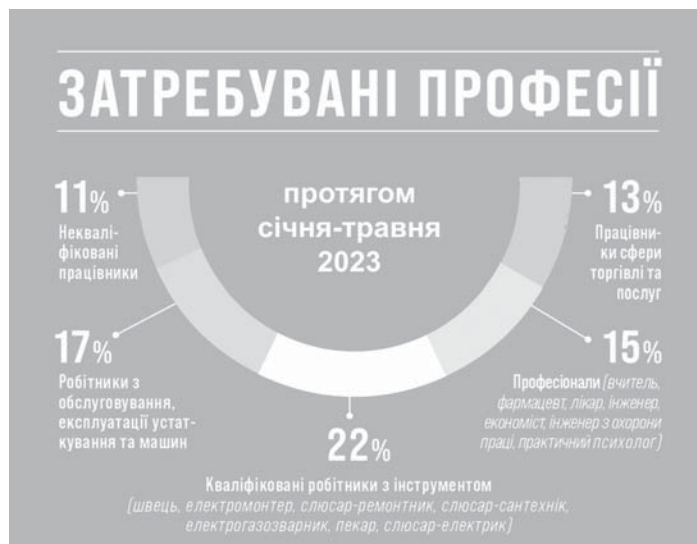 ЗАТРЕБУВАНІ ПРОФЕСІЇ
протягом
січня-травня
2023
11%
Некваліфіковані
працівники
13%
Працівни-
ки сфери
торгівлі та
послуг
17%
Робітники з
обслуговування,
експлуатації устат-
кування та машин
15%
Професіонали (вчитель,
фармацевт, лікар, інженер,
економіст, інженер з охорони
праці, практичний психолог)
22%
Кваліфіковані робітники з інструментом
(швець, електромонтер, слюсар-ремонтник, слюсар-сантехнік,
електрогазозварник, пекар, слюсар-електрик)